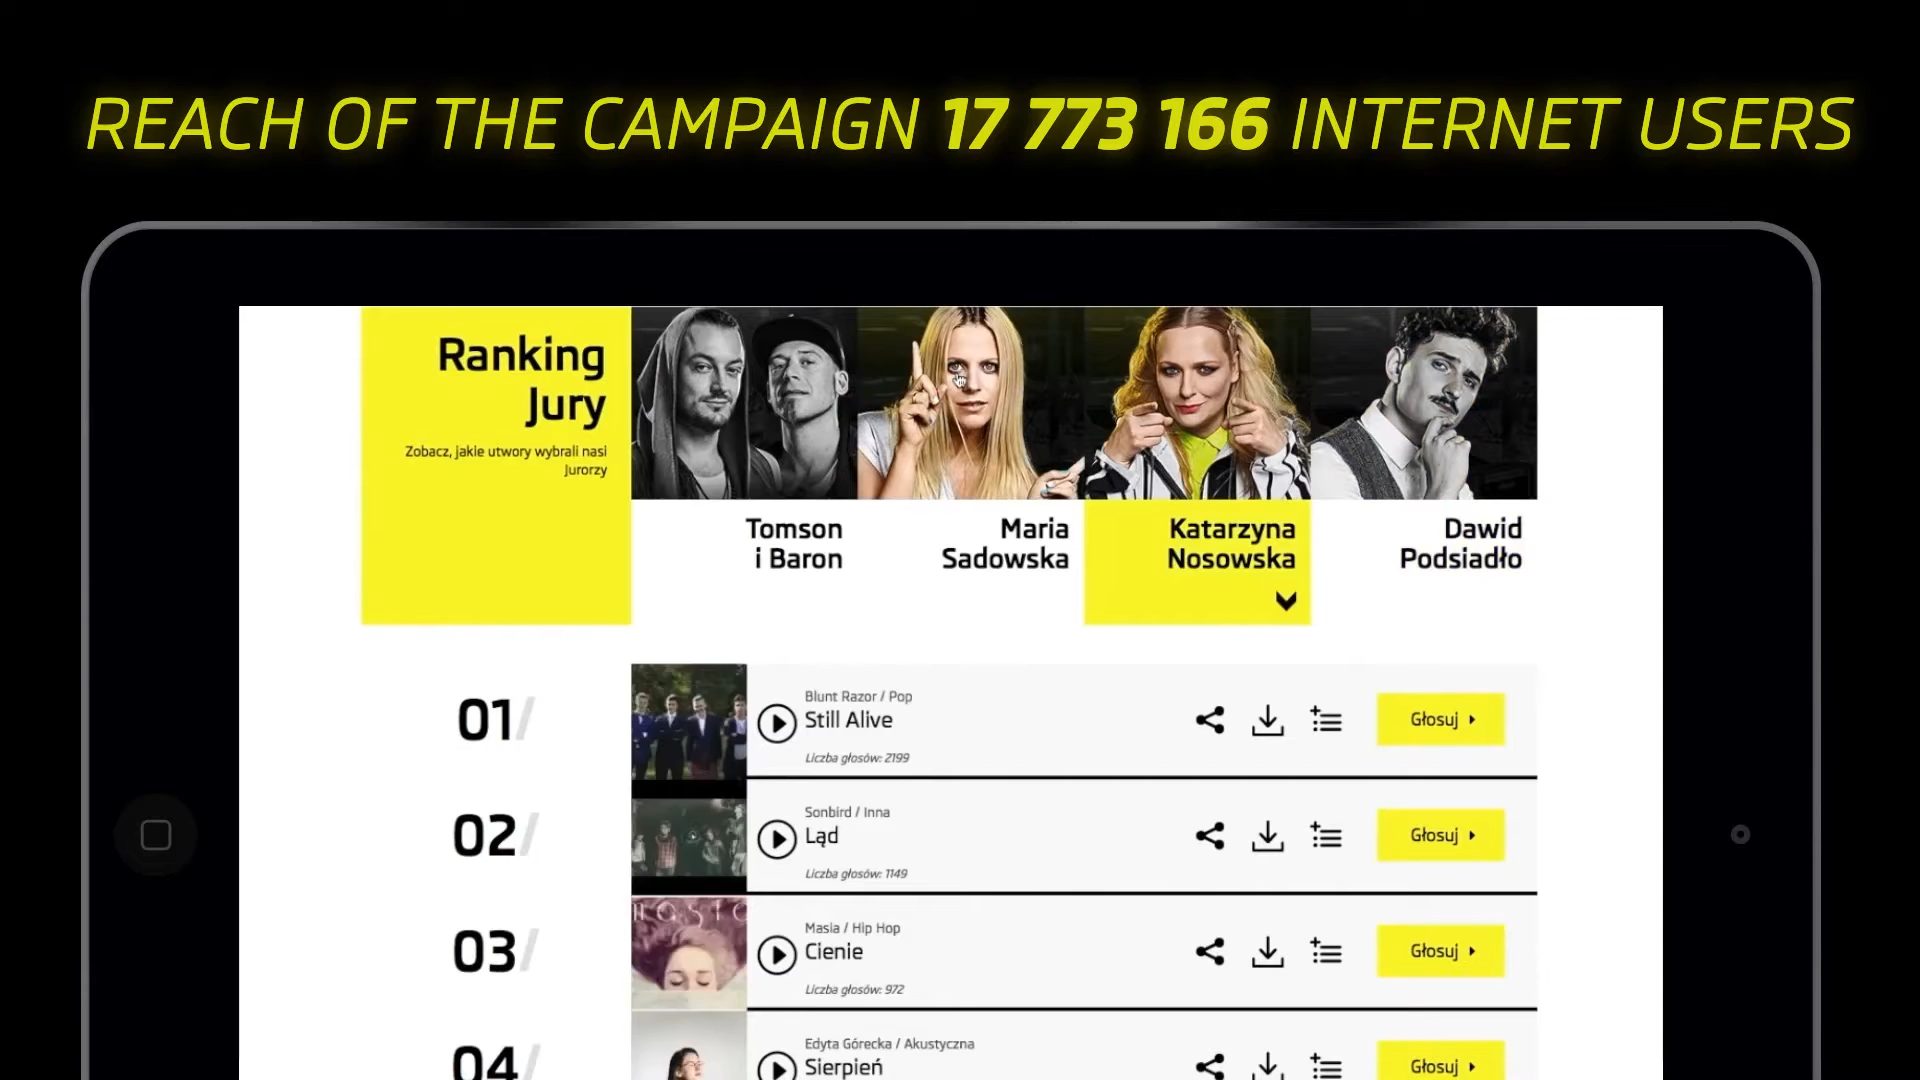 REACH OF THE CAMPAIGN 17 773 166 INTERNET USERS
Ranking
Jury
Zobacz, jakie utwory wybrali nasi
Jurorzy
Tomson
i Baron
Maria
Sadowska
Katarzyna
Nosowska
Dawid
Podsiadło
01/
Blunt Razor / Pop
Still Alive
Liczba głosów: 2199
Głosuj
02/
Sonbird / Inna
Ląd
Liczba głosów: 1149
Głosuj
03/
masia
Masia / Hip Hop
Cienie
Liczba głosów: 972
Głosuj
04/
Edyta Górecka / Akustyczna
Sierpień
Głosuj